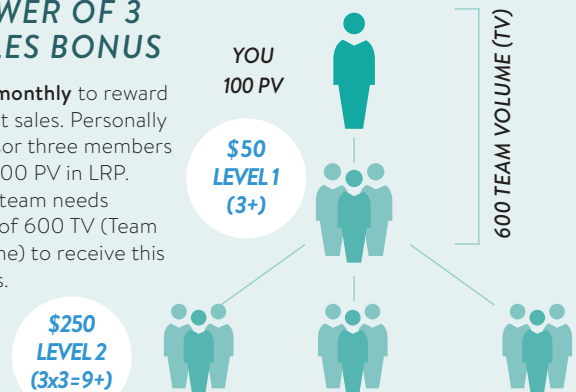 WER OF 3
LES BONUS
monthly to reward
t sales. Personally
sor three members
00 PV in LRP.
team needs
of 600 TV (Team
ne) to receive this
s.
YOU
100 PV
$50
LEVEL 1
(3+)
600 TEAM VOLUME (TV)
$250
LEVEL 2
(3x3=9+)